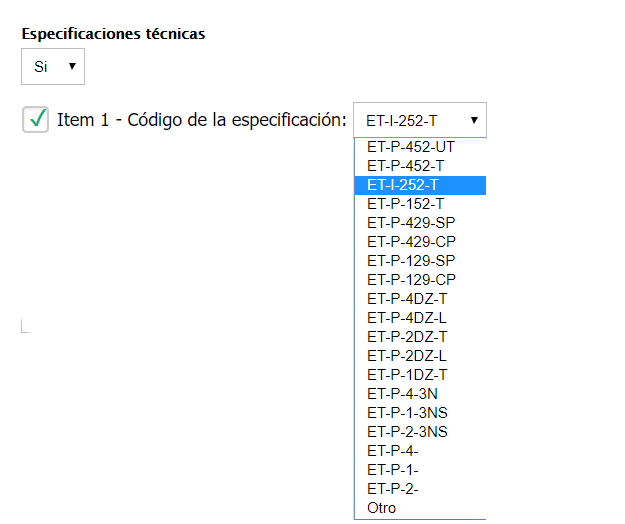 Especificaciones técnicas
Si
Item 1 - Código de la especificación: ET-I-252-T
ET-P-452-UT
ET-P-452-T
ET-I-252-T
ET-P-152-T
ET-P-429-SP
ET-P-429-CP
ET-P-129-SP
ET-P-129-CP
ET-P-4DZ-T
ET-P-4DZ-L
ET-P-2DZ-T
ET-P-2DZ-L
ET-P-1DZ-T
ET-P-4-3N
ET-P-1-3NS
ET-P-2-3NS
ET-P-4-
ET-P-1-
ET-P-2-
Otro